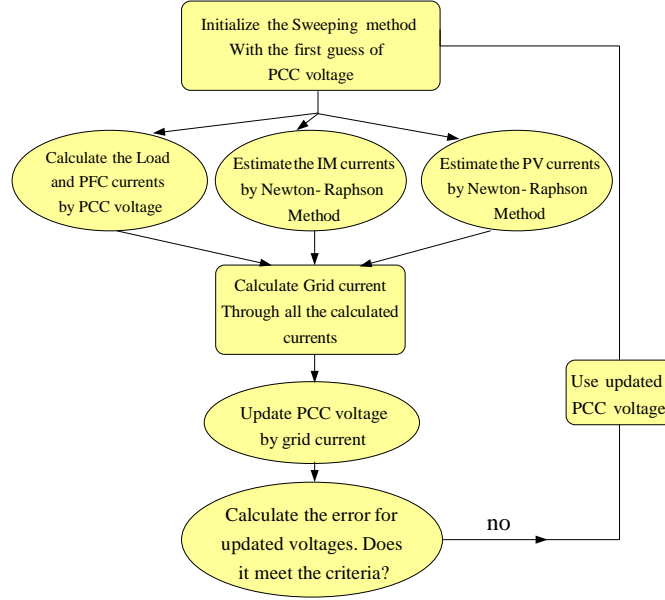 Initialize the Sweeping method
With the first guess of
PCC voltage
Calculate the Load
and PFC currents
by PCC voltage
Estimate the IM currents
by Newton- Raphson
Method
Estimate the PV currents
by Newton- Raphson
Method
Calculate Grid current
Through all the calculated
currents
Use updated
PCC voltage
Update PCC voltage
by grid current
Calculate the error for
updated voltages. Does
it meet the criteria?
no